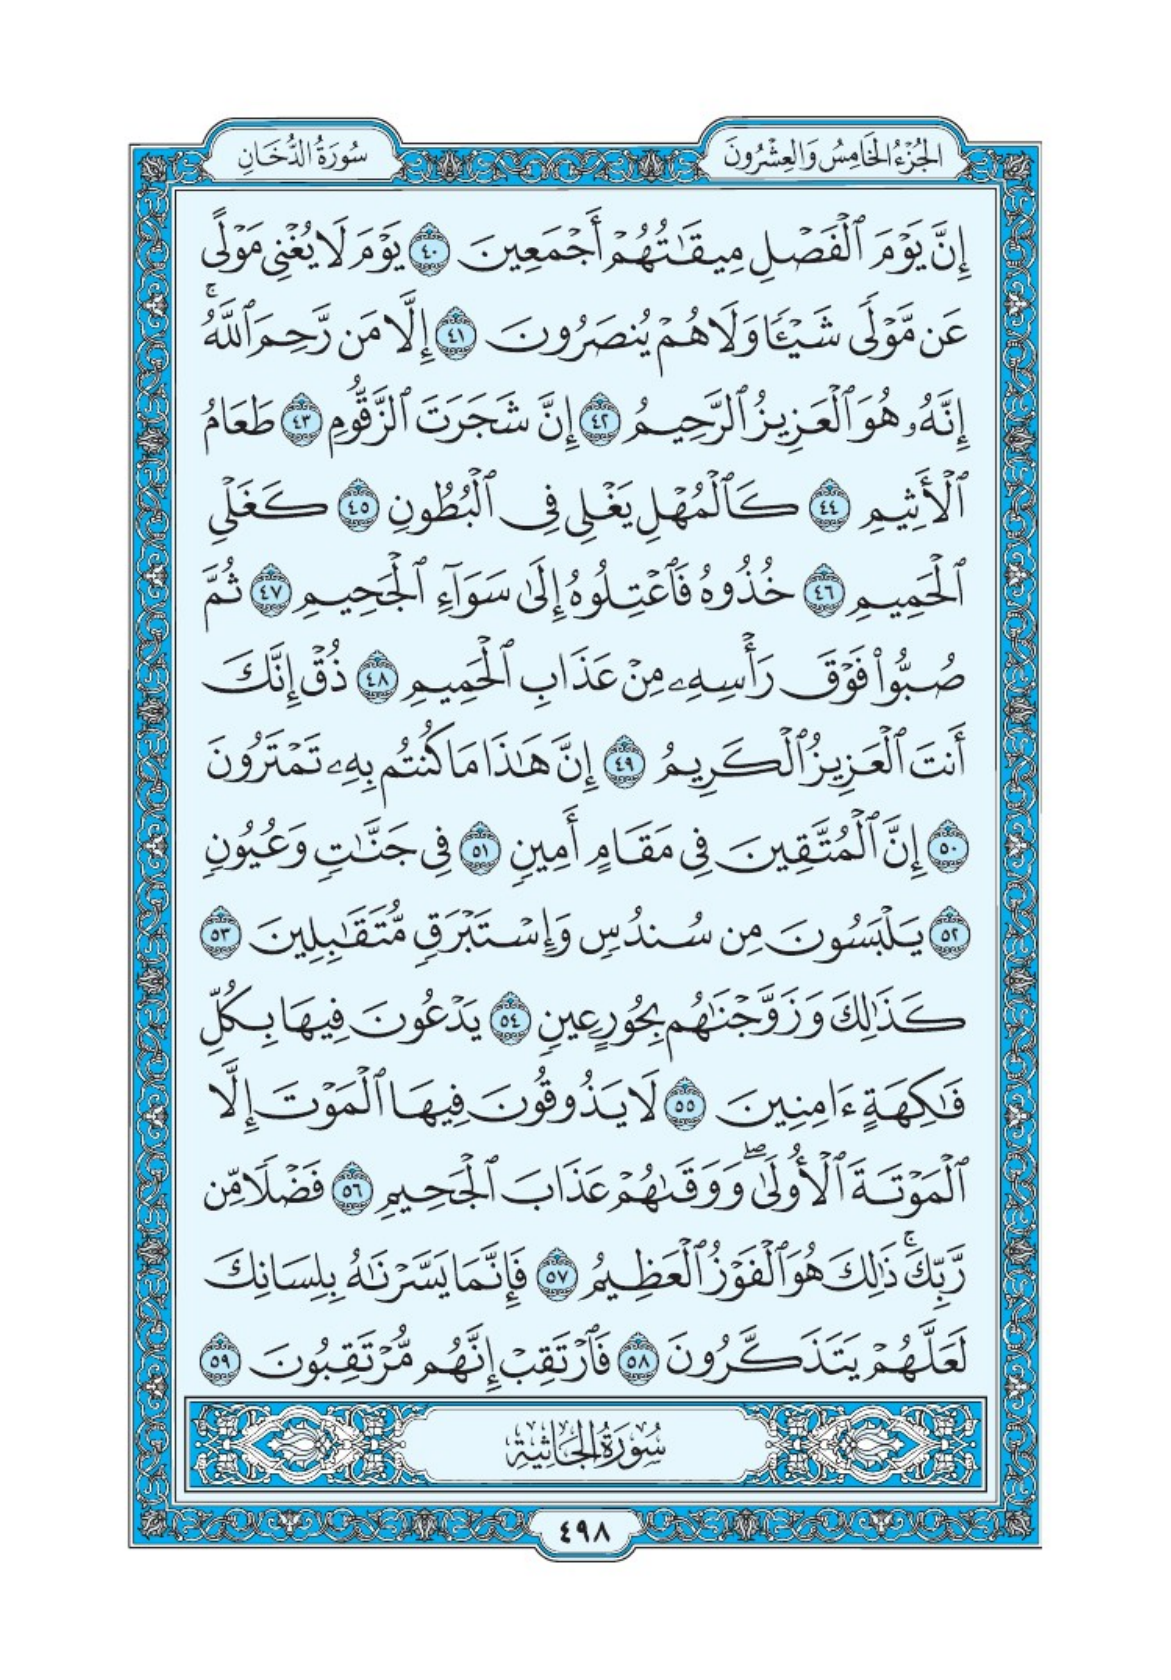 الجُزْءُ الخَامِسُ وَالعِشْرُونَ
سُورَةُ الدُّخَانِ
إِنَّ يَوْمَ ٱلْفَصْلِ مِيقَٰتُهُمْ أَجْمَعِينَ ٤٠ يَوْمَ لَا يُغْنِى مَوْلًى
عَن مَّوْلًى شَيْـًٔا وَلَا هُمْ يُنصَرُونَ ٤١ إِلَّا مَن رَّحِمَ ٱللَّهُ ۚ
إِنَّهُۥ هُوَ ٱلْعَزِيزُ ٱلرَّحِيمُ ٤٢ إِنَّ شَجَرَتَ ٱلزَّقُّومِ ٤٣ طَعَامُ
ٱلْأَثِيمِ ٤٤ كَٱلْمُهْلِ يَغْلِى فِى ٱلْبُطُونِ ٤٥ كَغَلْىِ
ٱلْحَمِيمِ ٤٦ خُذُوهُ فَٱعْتِلُوهُ إِلَىٰ سَوَآءِ ٱلْجَحِيمِ ٤٧ ثُمَّ
صُبُّوا۟ فَوْقَ رَأْسِهِۦ مِنْ عَذَابِ ٱلْحَمِيمِ ٤٨ ذُقْ إِنَّكَ
أَنتَ ٱلْعَزِيزُ ٱلْكَرِيمُ ٤٩ إِنَّ هَٰذَا مَا كُنتُم بِهِۦ تَمْتَرُونَ
٥٠ إِنَّ ٱلْمُتَّقِينَ فِى مَقَامٍ أَمِينٍ ٥١ فِى جَنَّٰتٍ وَعُيُونٍ
٥٢ يَلْبَسُونَ مِن سُندُسٍ وَإِسْتَبْرَقٍ مُّتَقَٰبِلِينَ ٥٣
كَذَٰلِكَ وَزَوَّجْنَٰهُم بِحُورٍ عِينٍ ٥٤ يَدْعُونَ فِيهَا بِكُلِّ
فَٰكِهَةٍ ءَامِنِينَ ٥٥ لَا يَذُوقُونَ فِيهَا ٱلْمَوْتَ إِلَّا
ٱلْمَوْتَةَ ٱلْأُولَىٰ ۖ وَوَقَىٰهُمْ عَذَابَ ٱلْجَحِيمِ ٥٦ فَضْلًا مِّن
رَّبِّكَ ۚ ذَٰلِكَ هُوَ ٱلْفَوْزُ ٱلْعَظِيمُ ٥٧ فَإِنَّمَا يَسَّرْنَٰهُ بِلِسَانِكَ
لَعَلَّهُمْ يَتَذَكَّرُونَ ٥٨ فَٱرْتَقِبْ إِنَّهُم مُّرْتَقِبُونَ ٥٩
سُورَةُ الجَاثِيَةِ
٤٩٨